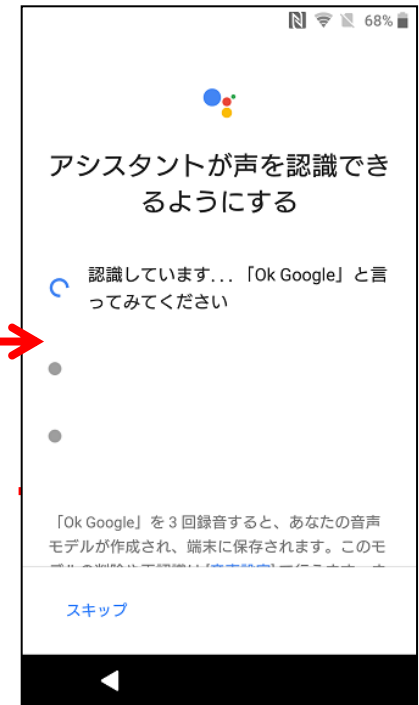 68%
アシスタントが声を認識でき
るようにする
認識しています...「Ok Google」と言
ってみてください
「Ok Google」を 3 回録音すると、あなたの音声
モデルが作成され、端末に保存されます。このモ
スキップ